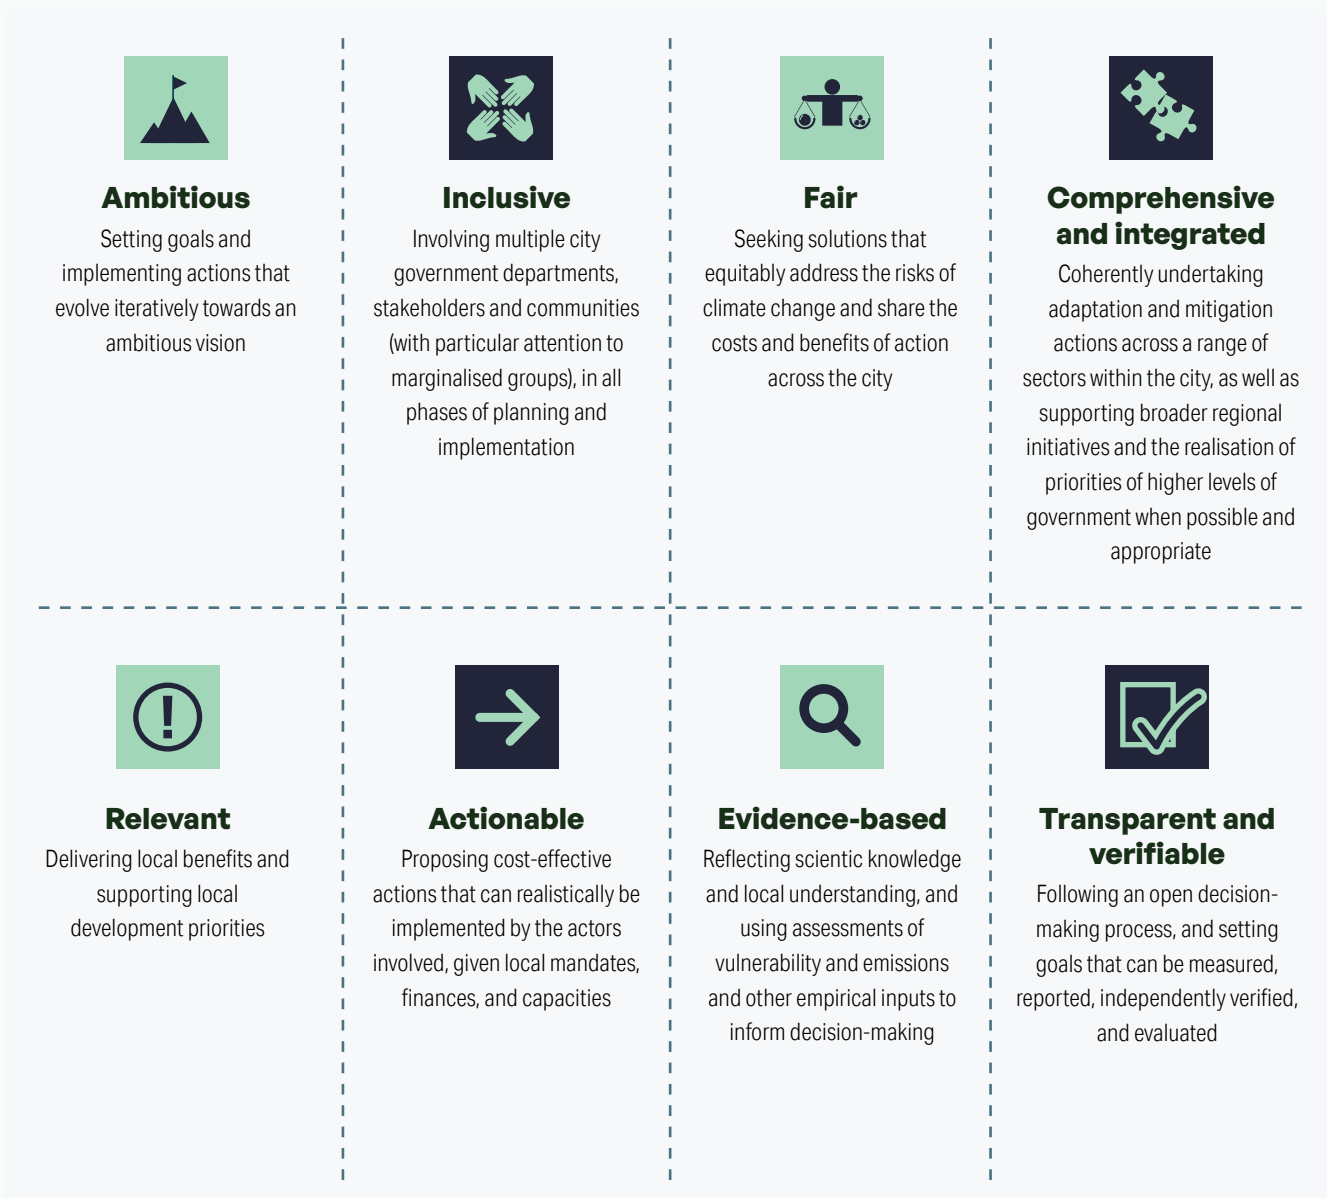 Ambitious
Setting goals and
implementing actions that
evolve iteratively towards an
ambitious vision
Inclusive
Involving multiple city
government departments,
stakeholders and communities
(with particular attention to
marginalised groups), in all
phases of planning and
implementation
Fair
Seeking solutions that
equitably address the risks of
climate change and share the
costs and benefits of action
across the city
Comprehensive
and integrated
Coherently undertaking
adaptation and mitigation
actions across a range of
sectors within the city, as well as
supporting broader regional
initiatives and the realisation of
priorities of higher levels of
government when possible and
appropriate
Relevant
Delivering local benefits and
supporting local
development priorities
Actionable
Proposing cost-effective
actions that can realistically be
implemented by the actors
involved, given local mandates,
finances, and capacities
Evidence-based
Reflecting scientic knowledge
and local understanding, and
using assessments of
vulnerability and emissions
and other empirical inputs to
inform decision-making
Transparent and
verifiable
Following an open decision-
making process, and setting
goals that can be measured,
reported, independently verified,
and evaluated